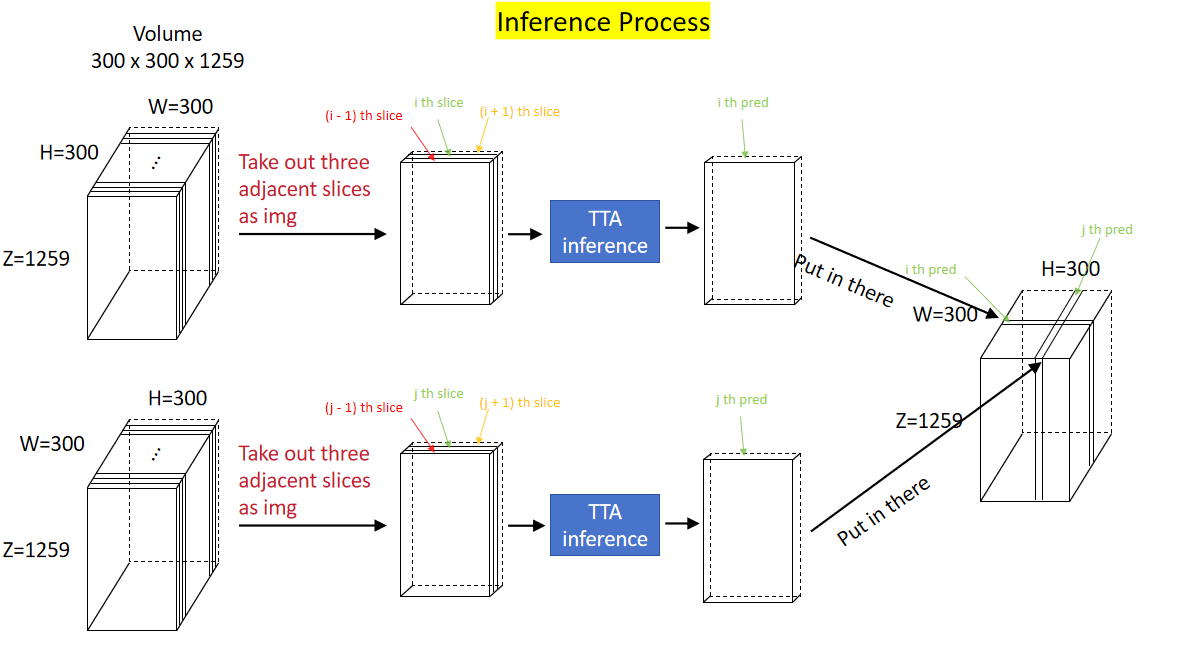 Inference Process
Volume
300 x 300 x 1259
W=300
H=300
Z=1259
⋮
Take out three
adjacent slices
as img
(i - 1) th slice
i th slice
(i + 1) th slice
TTA
inference
i th pred
Put in there
H=300
W=300
Z=1259
⋮
Take out three
adjacent slices
as img
(j - 1) th slice
j th slice
(j + 1) th slice
TTA
inference
j th pred
Put in there
j th pred
i th pred
H=300
W=300
Z=1259